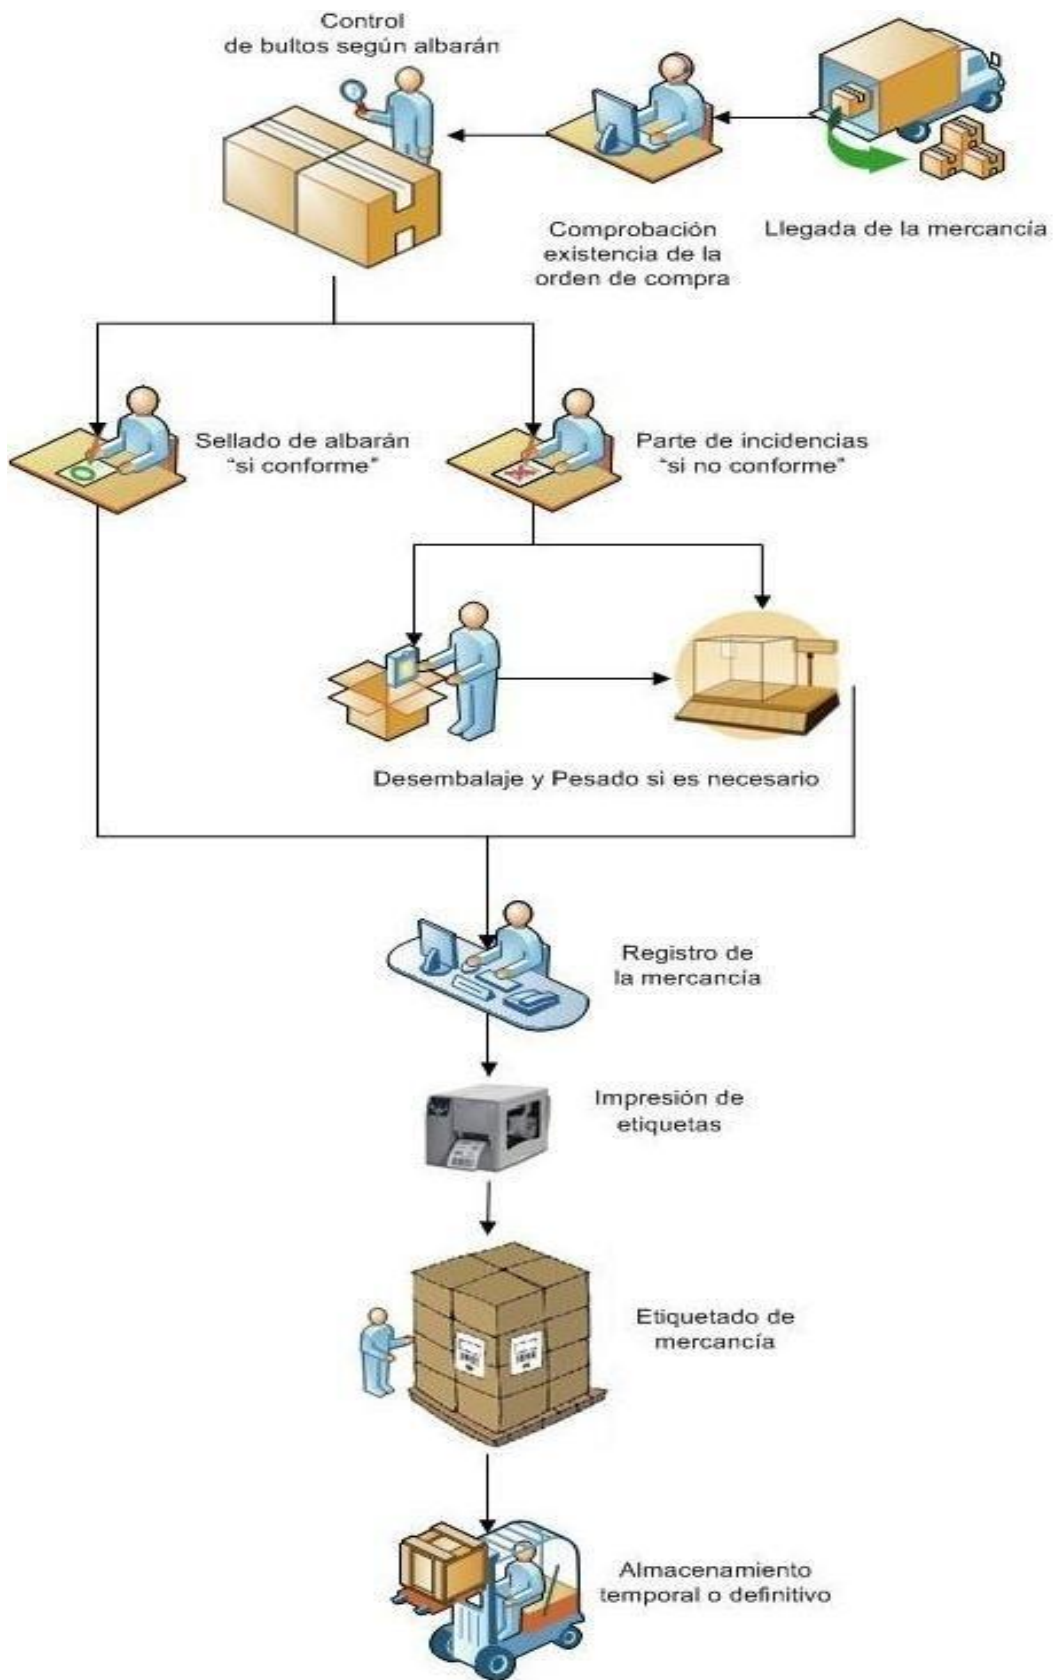 Control
de bultos según albarán
Comprobación
existencia de la
orden de compra
Llegada de la mercancía
Sellado de albarán
“si conforme”
Parte de incidencias
“si no conforme”
Desembalaje y Pesado si es necesario
Registro de
la mercancía
Impresión de
etiquetas
Etiquetado de
mercancía
Almacenamiento
temporal o definitivo